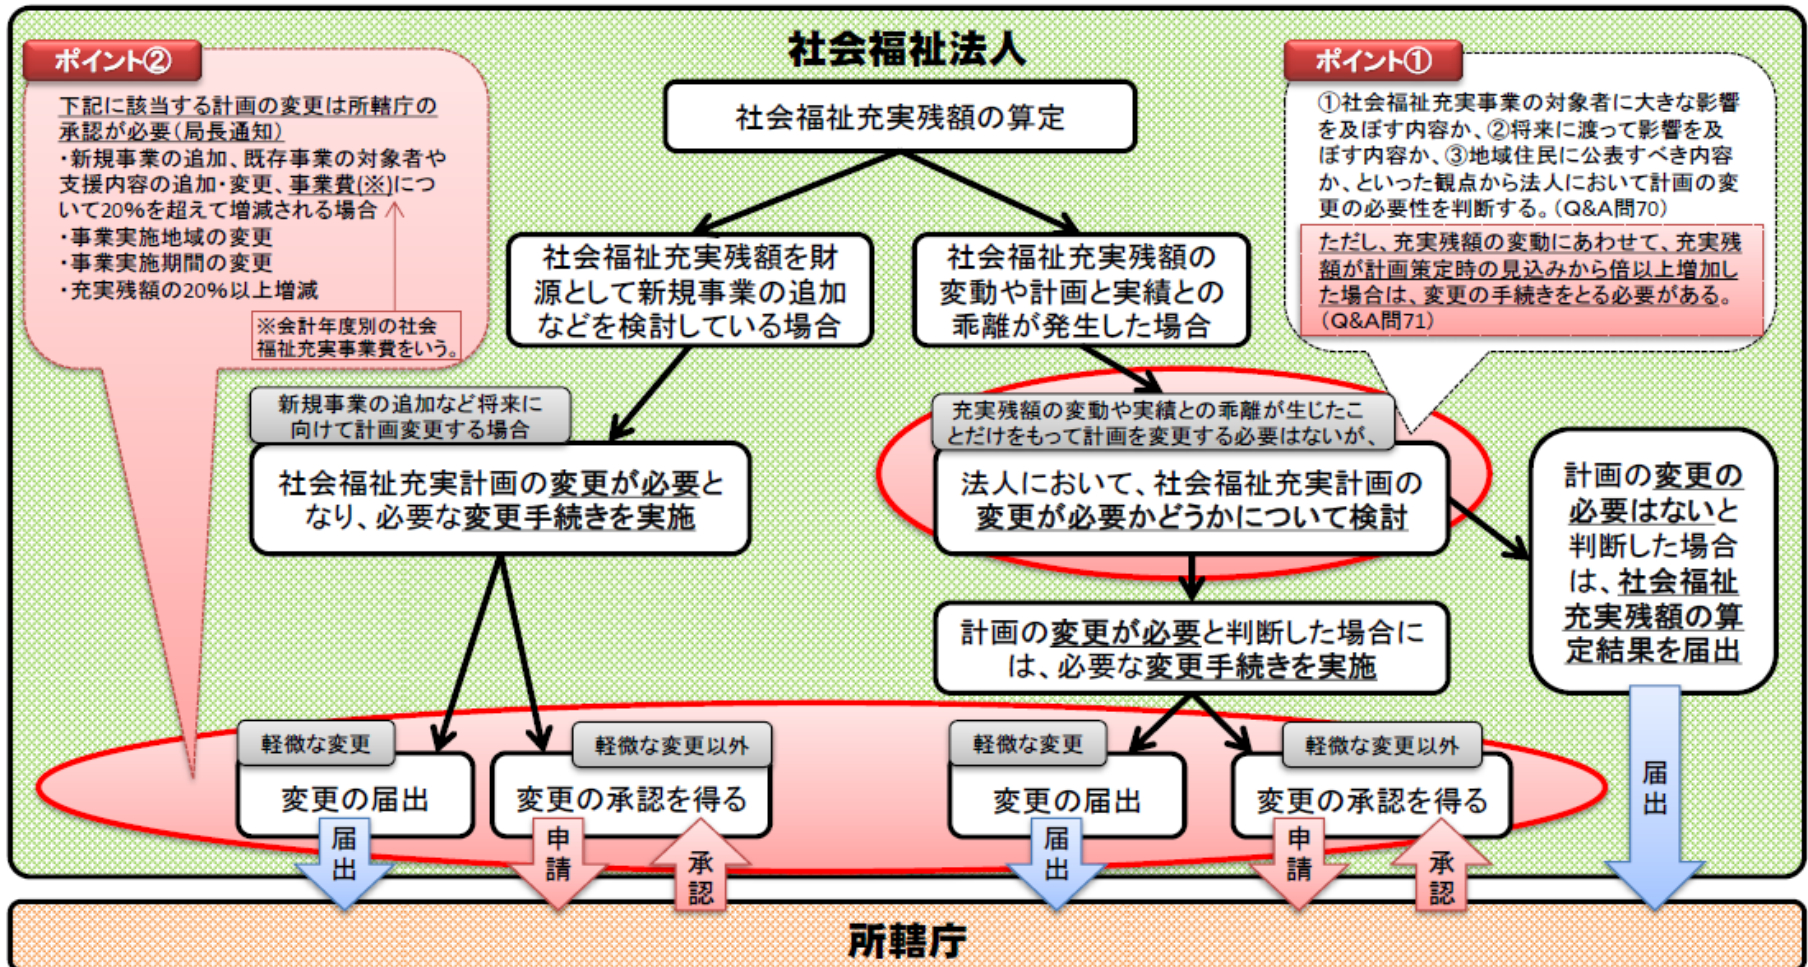 社会福祉法人
ポイント②
下記に該当する計画の変更は所轄庁の
承認が必要(局長通知)
・新規事業の追加、既存事業の対象者や
支援内容の追加・変更、事業費(※)につ
いて20%を超えて増減される場合
・事業実施地域の変更
・事業実施期間の変更
・充実残額の20%以上増減
※会計年度別の社会
福祉充実事業費をいう。
ポイント①
①社会福祉充実事業の対象者に大きな影響
を及ぼす内容か、②将来に渡って影響を及
ぼす内容か、③地域住民に公表すべき内容
か、といった観点から法人において計画の変
更の必要性を判断する。(Q&A問70)
ただし、充実残額の変動にあわせて、充実残
額が計画策定時の見込みから倍以上増加し
た場合は、変更の手続きをとる必要がある。
(Q&A問71)
社会福祉充実残額の算定
社会福祉充実残額を財
源として新規事業の追加
などを検討している場合
社会福祉充実残額の
変動や計画と実績との
乖離が発生した場合
新規事業の追加など将来に
向けて計画変更する場合
社会福祉充実計画の変更が必要と
なり、必要な変更手続きを実施
充実残額の変動や実績との乖離が生じたこ
とだけをもって計画を変更する必要はないが、
法人において、社会福祉充実計画の
変更が必要かどうかについて検討
計画の変更の
必要はないと
判断した場合
は、社会福祉
充実残額の算
定結果を届出
計画の変更が必要と判断した場合に
は、必要な変更手続きを実施
軽微な変更
変更の届出
軽微な変更以外
変更の承認を得る
軽微な変更
変更の届出
軽微な変更以外
変更の承認を得る
届出
申請
承認
届出
申請
承認
届出
所轄庁